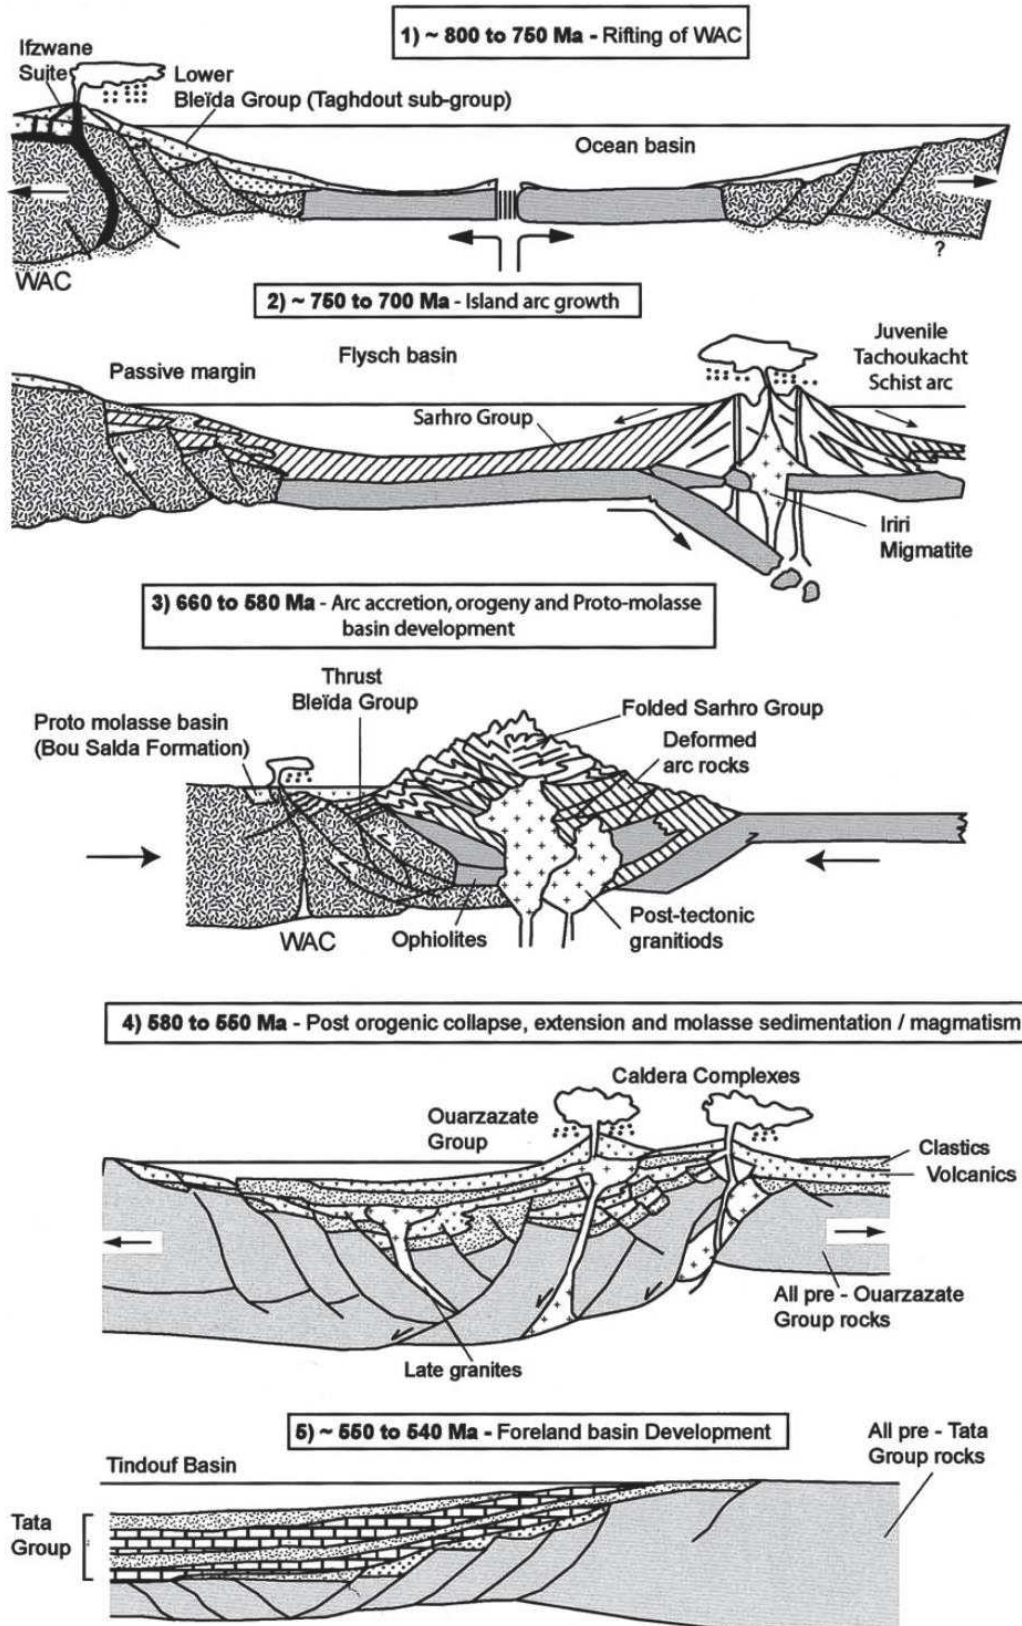 1) ~ 800 to 750 Ma - Rifting of WAC
Ifzwane
Suite
Lower
Bleïda Group (Taghdout sub-group)
Ocean basin
WAC
?
2) ~ 750 to 700 Ma - Island arc growth
Passive margin
Flysch basin
Sarhro Group
Juvenile
Tachoukacht
Schist arc
Iriri
Migmatite
3) 660 to 580 Ma - Arc accretion, orogeny and Proto-molasse
basin development
Proto molasse basin
(Bou Salda Formation)
Thrust
Bleïda Group
Folded Sarhro Group
Deformed
arc rocks
WAC
Ophiolites
Post-tectonic
granitiods
4) 580 to 550 Ma - Post orogenic collapse, extension and molasse sedimentation / magmatism
Ouarzazate
Group
Caldera Complexes
Clastics
Volcanics
All pre - Ouarzazate
Group rocks
Late granites
5) ~ 550 to 540 Ma - Foreland basin Development
Tindouf Basin
All pre - Tata
Group rocks
Tata
Group